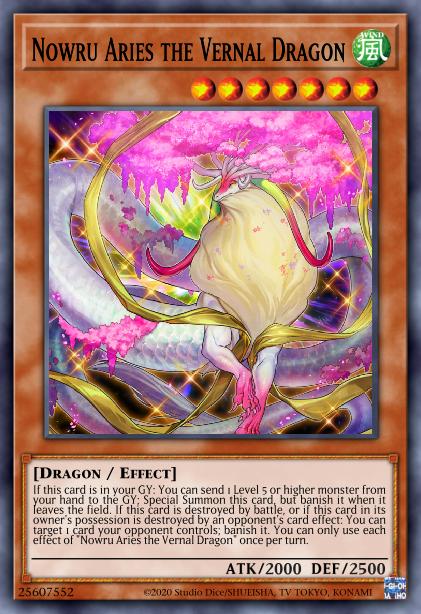 Nowru Aries the Vernal Dragon
WIND
風
[Dragon / Effect]
If this card is in your GY: You can send 1 Level 5 or higher monster from
your hand to the GY; Special Summon this card, but banish it when it
leaves the field. If this card is destroyed by battle, or if this card in its
owner's possession is destroyed by an opponent's card effect: You can
target 1 card your opponent controls; banish it. You can only use each
effect of "Nowru Aries the Vernal Dragon" once per turn.
ATK/2000 DEF/2500
25607552
©2020 Studio Dice/SHUEISHA, TV TOKYO, KONAMI